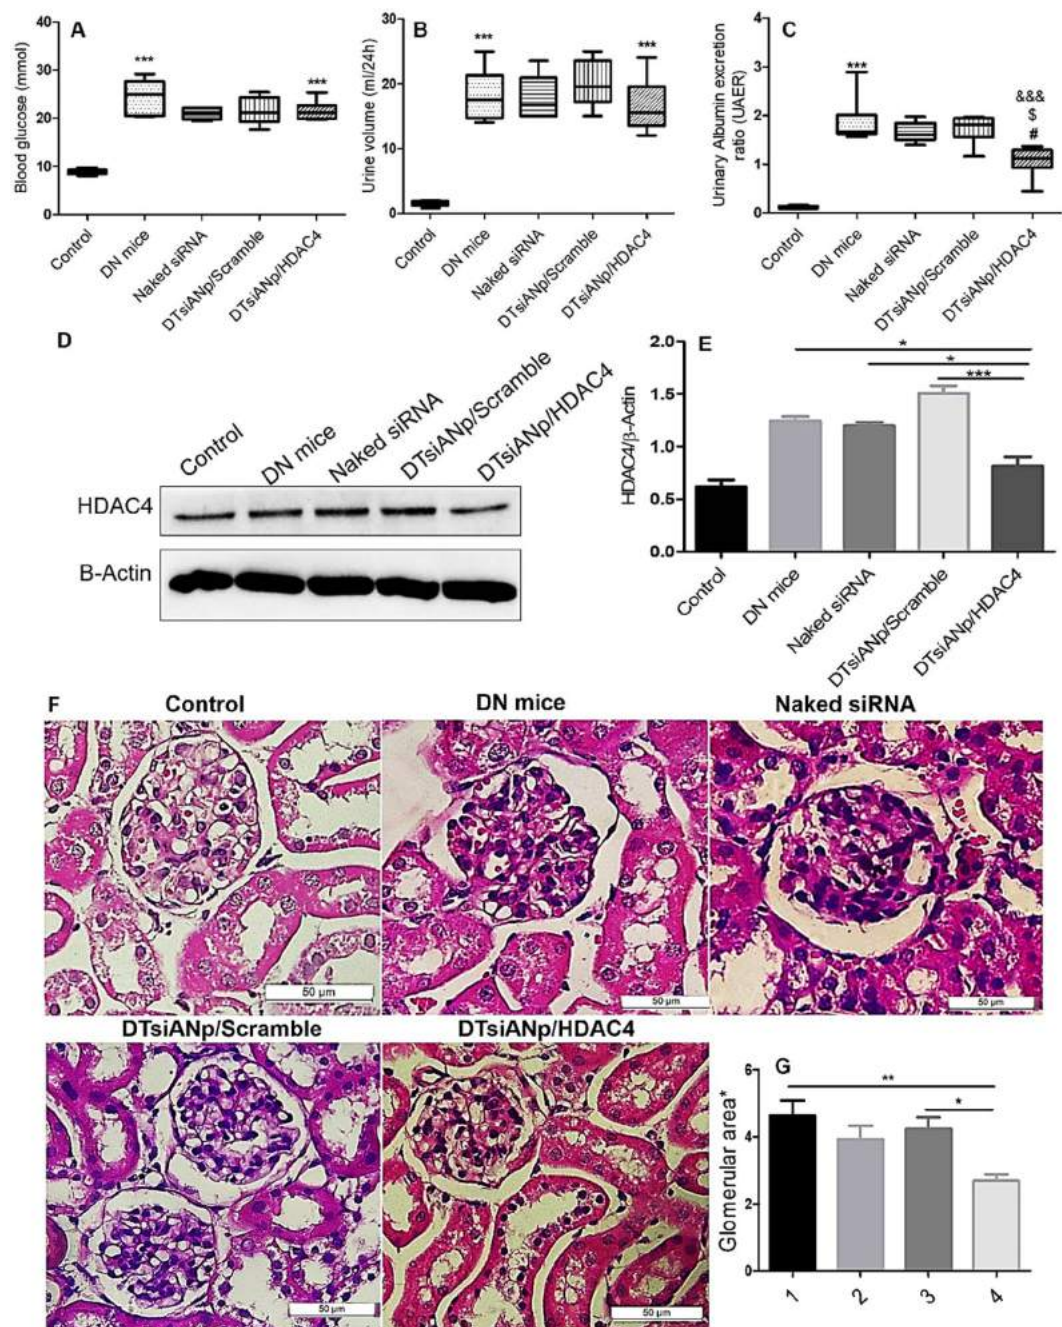 A
Blood glucose (mmol)
40
30
20
10
0
***
***
Control
DN mice
Naked siRNA
DTsiANp/Scramble
DTsiANp/HDAC4
B
Urine volume (ml/24h)
30
20
10
0
***
***
Control
DN mice
Naked siRNA
DTsiANp/Scramble
DTsiANp/HDAC4
C
Urinary Albumin excretion
ratio (UAER)
4
3
2
1
0
***
&&&
$
#
Control
DN mice
Naked siRNA
DTsiANp/Scramble
DTsiANp/HDAC4
D
Control
DN mice
Naked siRNA
DTsiANp/Scramble
DTsiANp/HDAC4
HDAC4
B-Actin
E
HDAC4/β-Actin
2.0
1.5
1.0
0.5
0.0
*
*
***
Control
DN mice
Naked siRNA
DTsiANp/Scramble
DTsiANp/HDAC4
F
Control
DN mice
Naked siRNA
50 µm
50 µm
50 µm
DTsiANp/Scramble
DTsiANp/HDAC4
50 µm
50 µm
G
Glomerular area*
6
4
2
0
**
*
1
2
3
4